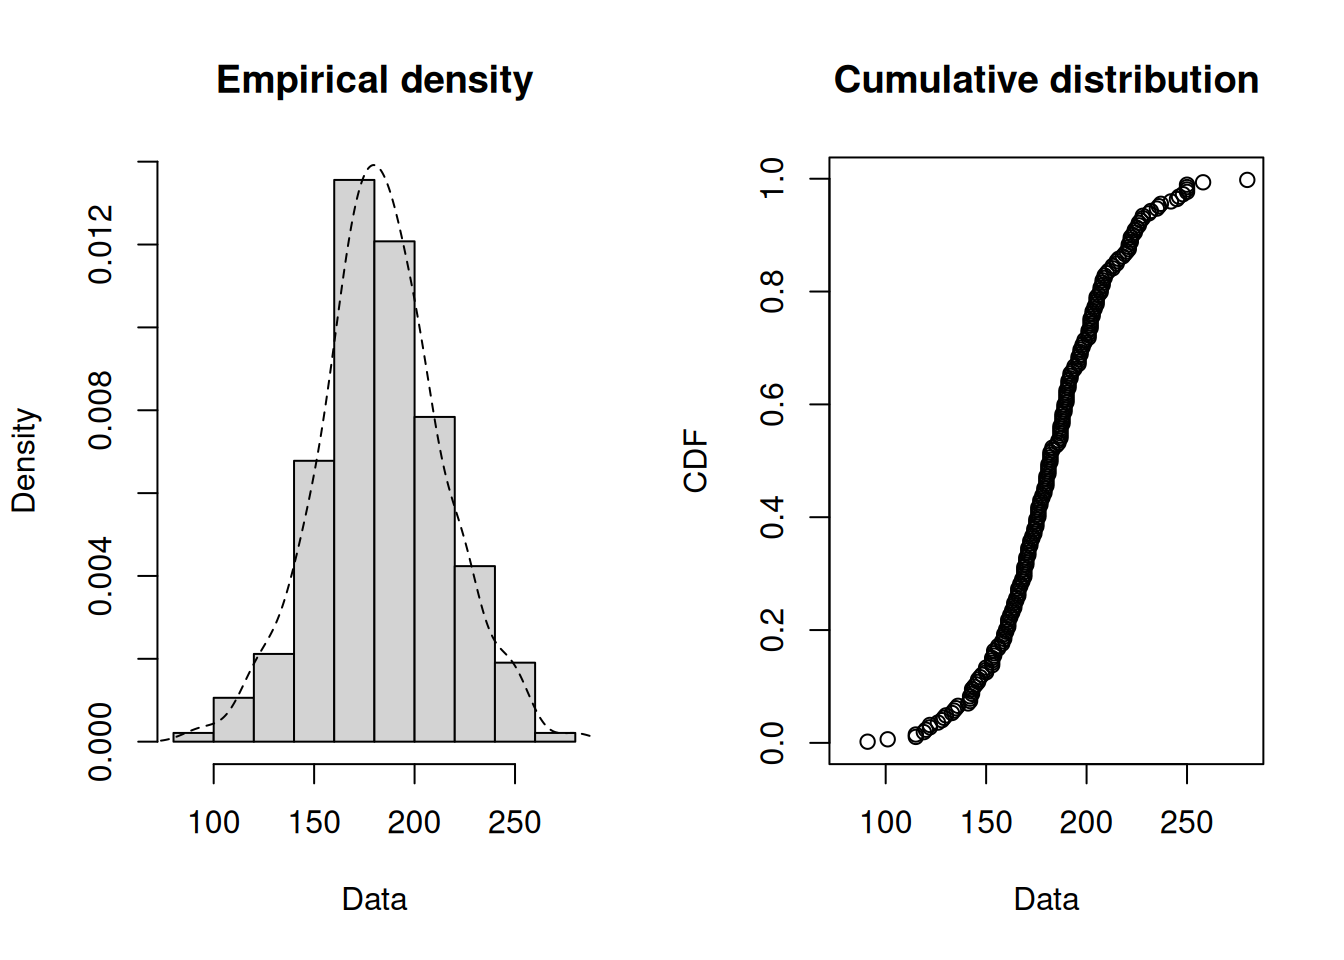 Empirical density
Density
0.000 0.004 0.008 0.012
100 150 200 250
Data
Cumulative distribution
CDF
0.0 0.2 0.4 0.6 0.8 1.0
100 150 200 250
Data